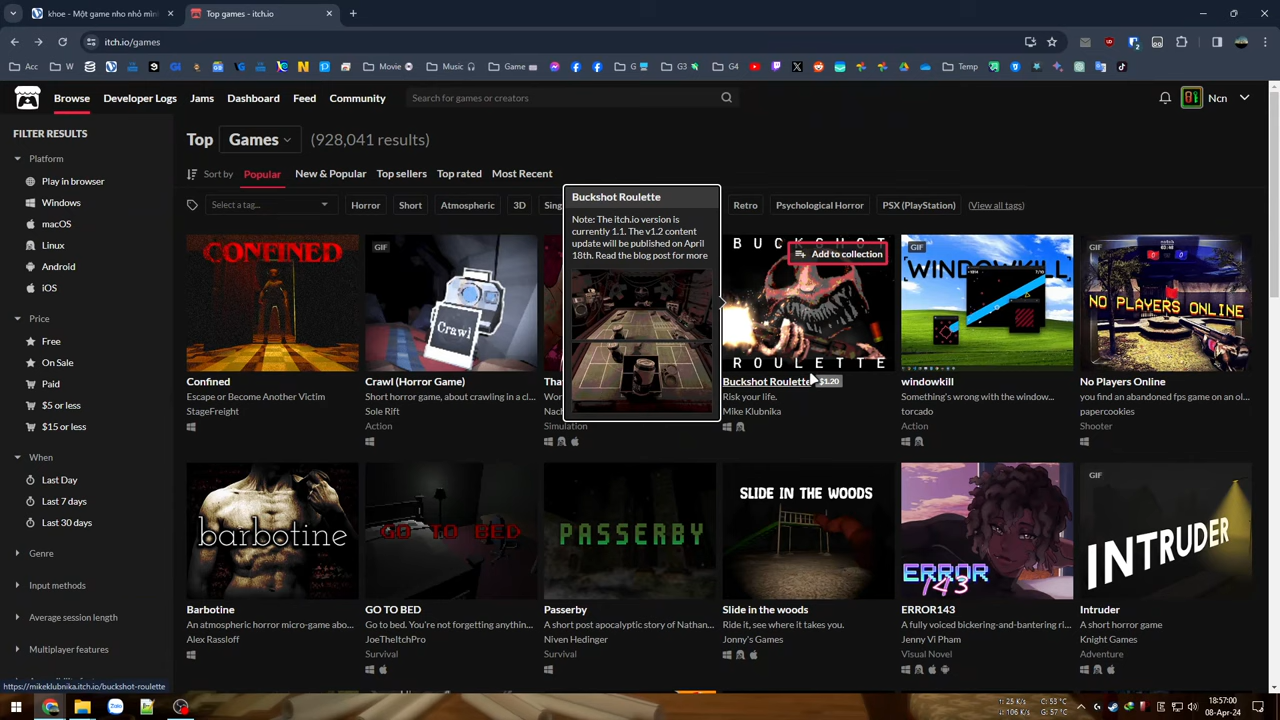 khoe - Một game nho nhỏ mìn
Top games - itch.io
itch.io/games
Acc
W
Movie
Music
Game
G
G3
G4
Temp
Browse
Developer Logs
Jams
Dashboard
Feed
Community
Search for games or creators
Ncn
FILTER RESULTS
Platform
Play in browser
Windows
macOS
Linux
Android
iOS
Price
Free
On Sale
Paid
$5 or less
$15 or less
When
Last Day
Last 7 days
Last 30 days
Genre
Input methods
Average session length
Multiplayer features
Top Games (928,041 results)
Sort by Popular New & Popular Top sellers Top rated Most Recent
Select a tag...
Horror
Short
Atmospheric
3D
Sing
Retro
Psychological Horror
PSX (PlayStation)
(View all tags)
Buckshot Roulette
Note: The itch.io version is
currently 1.1. The v1.2 content
update will be published on April
18th. Read the blog post for more
CONFINED
Confined
Escape or Become Another Victim
StageFreight
GIF
Crawl
Crawl (Horror Game)
Short horror game, about crawling in a cl...
Sole Rift
Action
Simulation
BUCKSHOT
Add to collection
ROULETTE
Buckshot Roulette
$1.20
Risk your life.
Mike Klubnika
GIF
WINDOWKILL
windowkill
Something's wrong with the window...
torcado
Action
GIF
NO PLAYERS ONLINE
No Players Online
you find an abandoned fps game on an ol...
papercookies
Shooter
barbotine
Barbotine
An atmospheric horror micro-game abo...
Alex Rassloff
GO TO BED
GO TO BED
Go to bed. You're not forgetting anythin...
JoeTheItchPro
Survival
PASSERBY
Passerby
A short post apocalyptic story of Nathan...
Niven Hedinger
Survival
SLIDE IN THE WOODS
Slide in the woods
Ride it, see where it takes you.
Jonny's Games
ERROR
143
ERROR143
A fully voiced bickering-and-bantering ri...
Jenny Vi Pham
Visual Novel
GIF
INTRUDER
Intruder
A short horror game
Knight Games
Adventure
https://mikeklubnika.itch.io/buckshot-roulette
Zalo
↑: 25 K/s
↓: 106 K/s
C: 53 °C
G: 57 °C
18:57:00
08-Apr-24